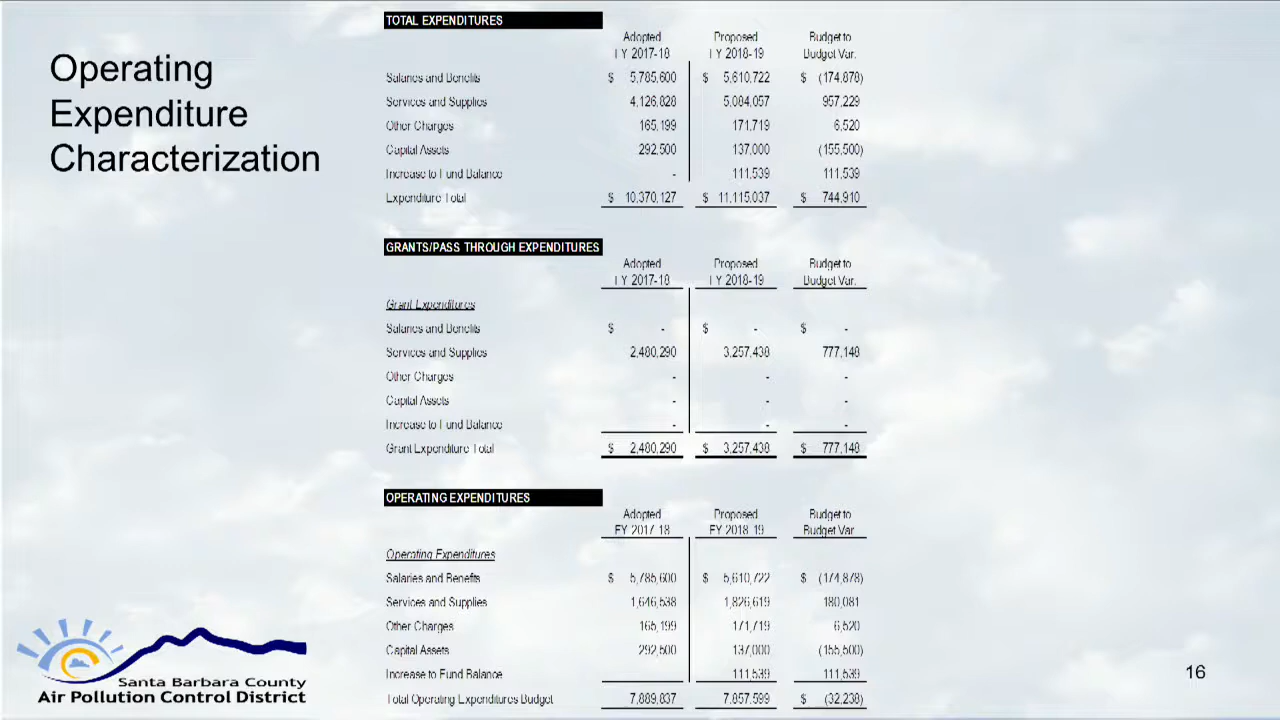 Operating
Expenditure
Characterization
TOTAL EXPENDITURES
Adopted Proposed Budget to
FY 2017-18 FY 2018-19 Budget Var.
Salaries and Benefits $ 5,785,600 $ 5,610,722 $ (174,878)
Services and Supplies 4,126,828 5,084,057 957,229
Other Charges 165,199 171,719 6,520
Capital Assets 292,500 137,000 (155,500)
Increase to Fund Balance - 111,539 111,539
Expenditure Total $ 10,370,127 $ 11,115,037 $ 744,910
GRANTS/PASS THROUGH EXPENDITURES
Adopted Proposed Budget to
FY 2017-18 FY 2018-19 Budget Var.
Grant Expenditures
Salaries and Benefits $ - $ - $ -
Services and Supplies 2,480,290 3,257,438 777,148
Other Charges - - -
Capital Assets - - -
Increase to Fund Balance - - -
Grant Expenditure Total $ 2,480,290 $ 3,257,438 $ 777,148
OPERATING EXPENDITURES
Adopted Proposed Budget to
FY 2017-18 FY 2018-19 Budget Var.
Operating Expenditures
Salaries and Benefits $ 5,785,600 $ 5,610,722 $ (174,878)
Services and Supplies 1,646,538 1,826,619 180,081
Other Charges 165,199 171,719 6,520
Capital Assets 292,500 137,000 (155,500)
Increase to Fund Balance 111,539 111,539
Total Operating Expenditures Budget 7,889,837 7,857,599 $ (32,238)
Santa Barbara County
Air Pollution Control District
16